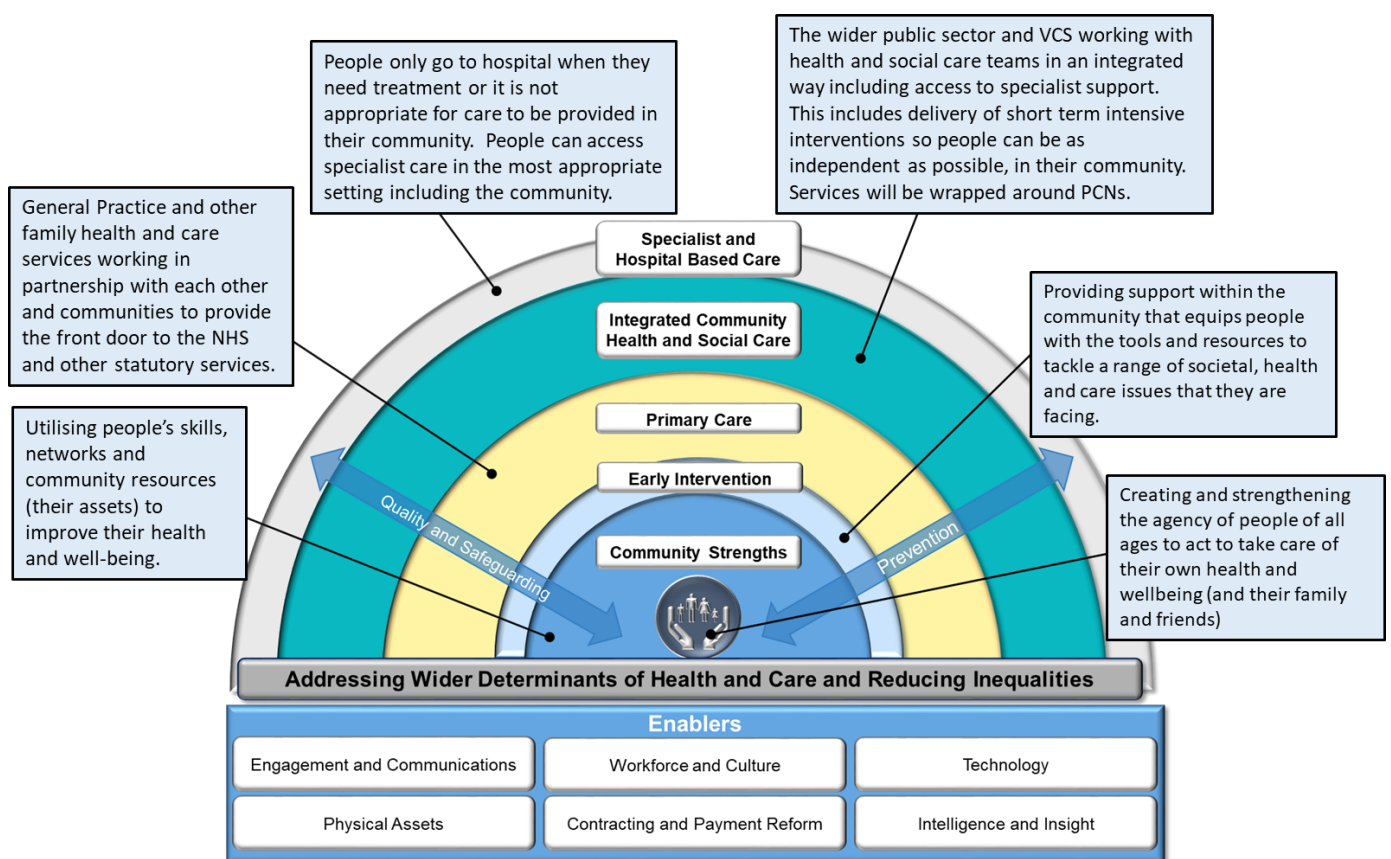 The wider public sector and VCS working with
health and social care teams in an integrated
way including access to specialist support.
This includes delivery of short term intensive
interventions so people can be as
independent as possible, in their community.
Services will be wrapped around PCNs.
People only go to hospital when they
need treatment or it is not
appropriate for care to be provided in
their community.  People can access
specialist care in the most appropriate
setting including the community.
General Practice and other
family health and care
services working in
partnership with each other
and communities to provide
the front door to the NHS
and other statutory services.
Specialist and
Hospital Based Care
Providing support within the
community that equips people
with the tools and resources to
tackle a range of societal, health
and care issues that they are
facing.
Integrated Community
Health and Social Care
Utilising people’s skills,
networks and
community resources
(their assets) to
improve their health
and well-being.
Primary Care
Early Intervention
Quality and Safeguarding
Prevention
Creating and strengthening
the agency of people of all
ages to act to take care of
their own health and
wellbeing (and their family
and friends)
Community Strengths
Addressing Wider Determinants of Health and Care and Reducing Inequalities
Enablers
Engagement and Communications
Workforce and Culture
Technology
Physical Assets
Contracting and Payment Reform
Intelligence and Insight